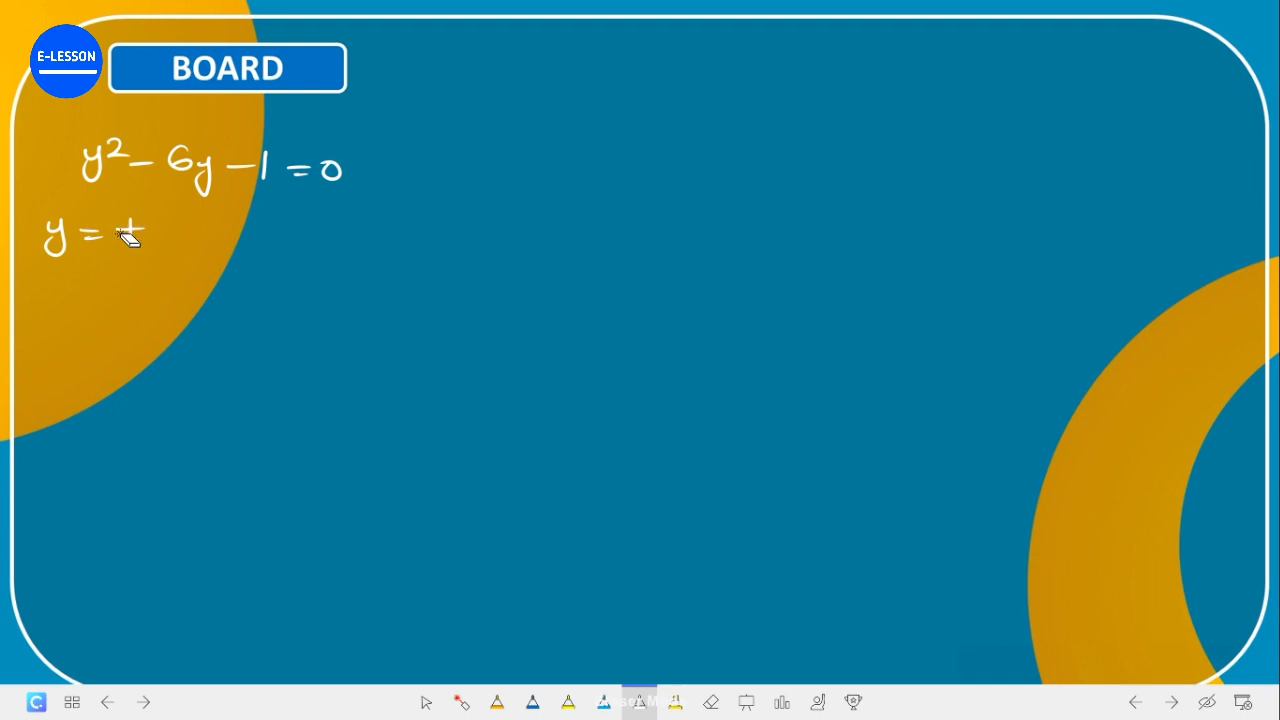 E-LESSON
BOARD
y² - 6y - 1 = 0
y = +